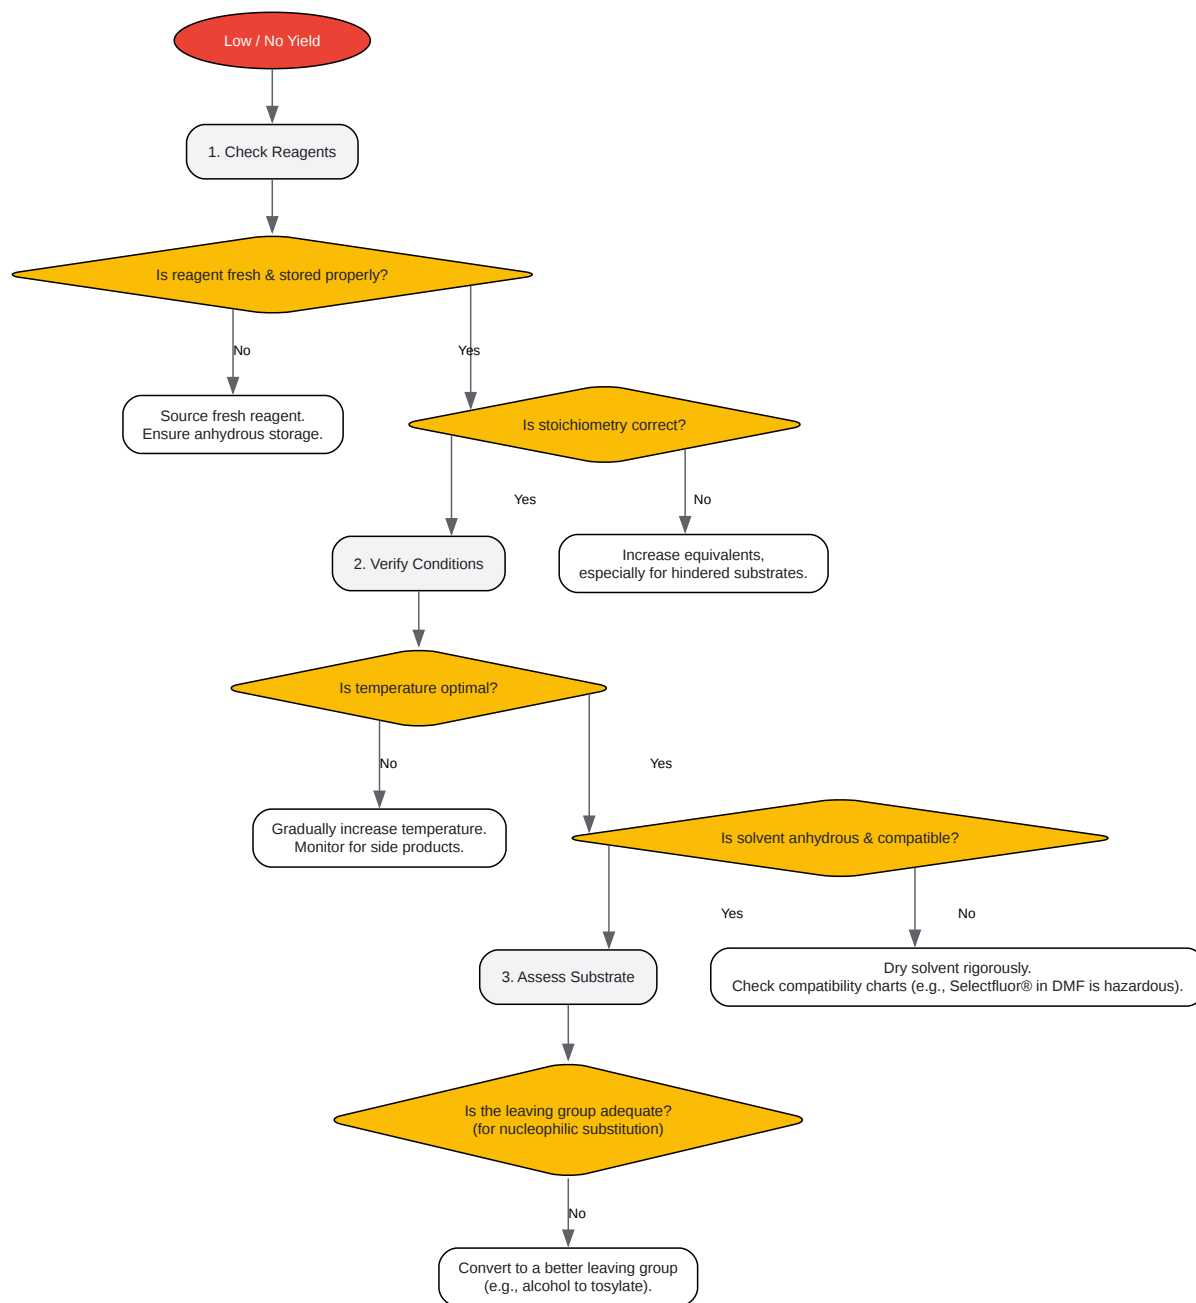 Low / No Yield
1. Check Reagents
Is reagent fresh & stored properly?
No
Yes
Source fresh reagent.
Ensure anhydrous storage.
Is stoichiometry correct?
Yes
No
2. Verify Conditions
Increase equivalents,
especially for hindered substrates.
Is temperature optimal?
No
Yes
Gradually increase temperature.
Monitor for side products.
Is solvent anhydrous & compatible?
Yes
No
3. Assess Substrate
Dry solvent rigorously.
Check compatibility charts (e.g., Selectfluor® in DMF is hazardous).
Is the leaving group adequate?
(for nucleophilic substitution)
No
Convert to a better leaving group
(e.g., alcohol to tosylate).